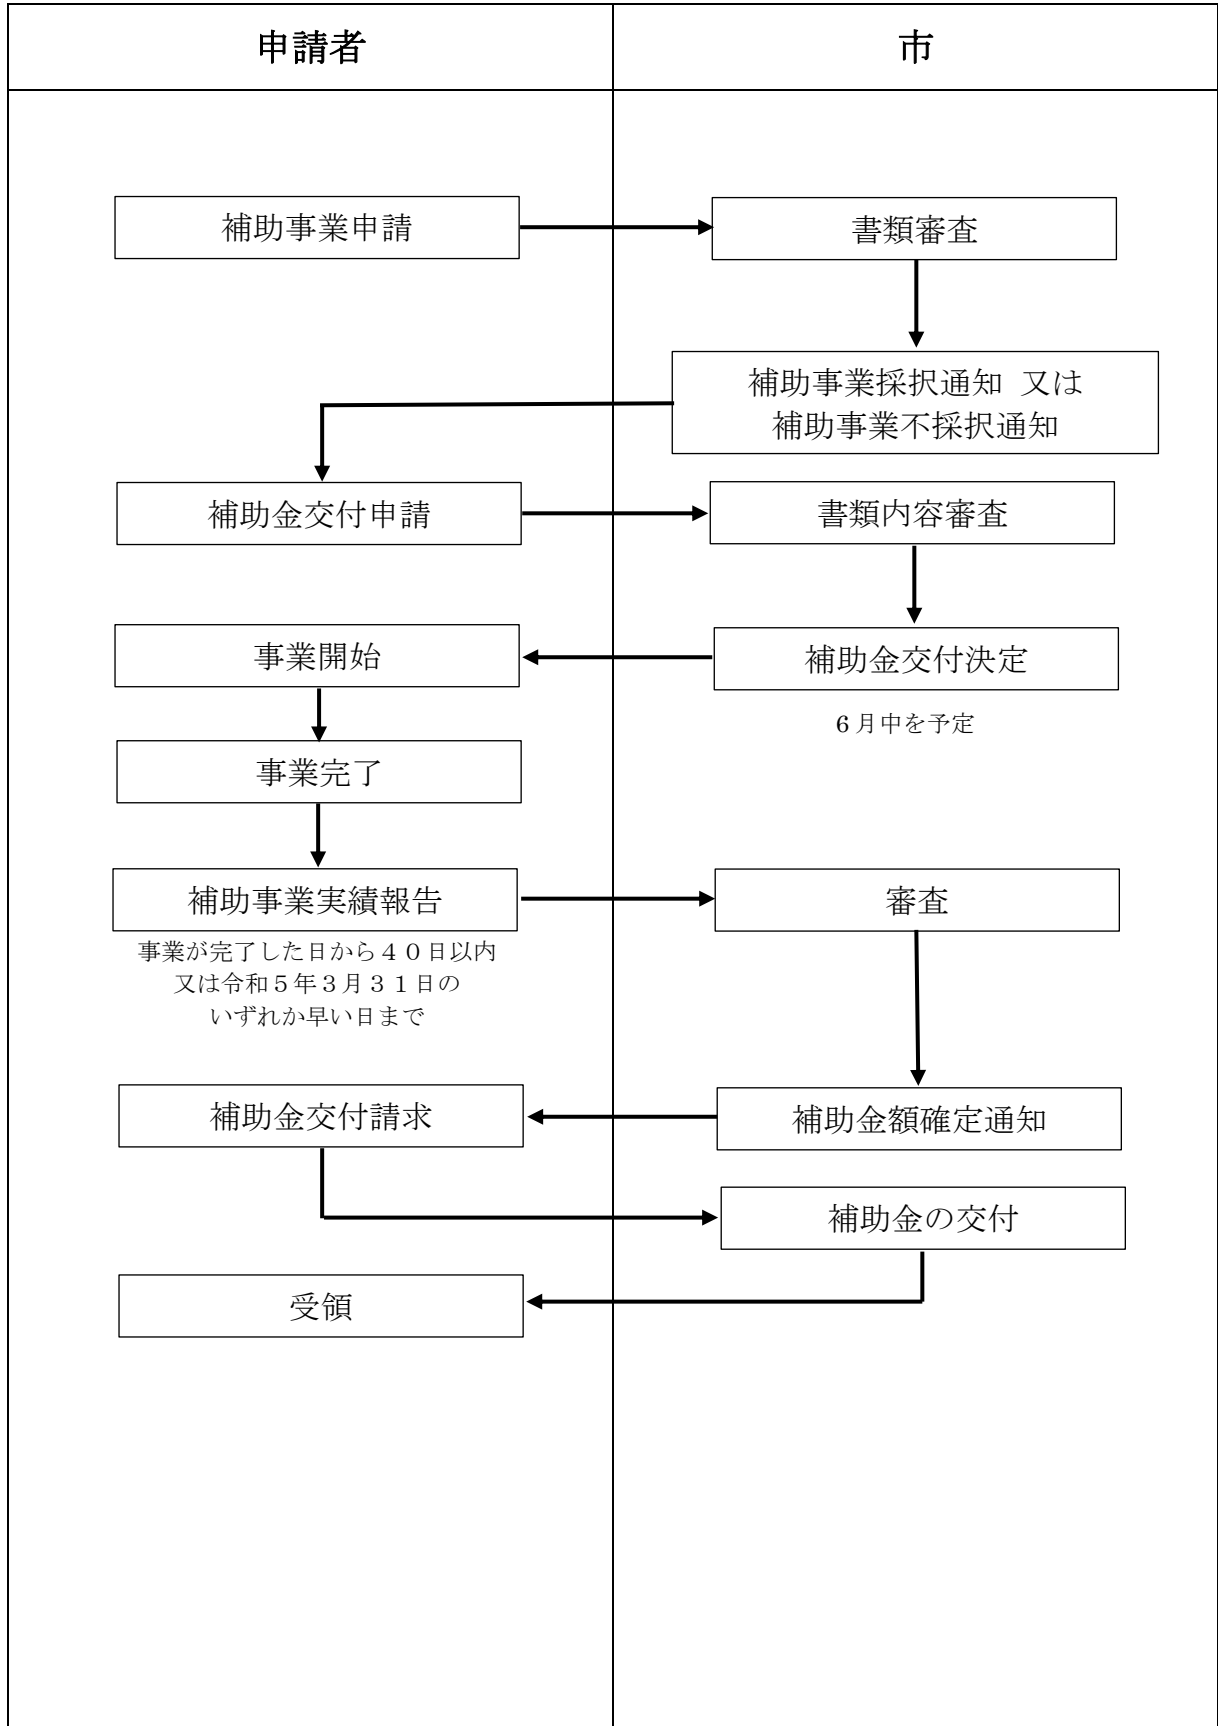 申請者
市
補助事業申請
書類審査
補助事業採択通知 又は
補助事業不採択通知
補助金交付申請
書類内容審査
事業開始
補助金交付決定
6月中を予定
事業完了
補助事業実績報告
審査
事業が完了した日から４０日以内
又は令和５年３月３１日の
いずれか早い日まで
補助金交付請求
補助金額確定通知
補助金の交付
受領